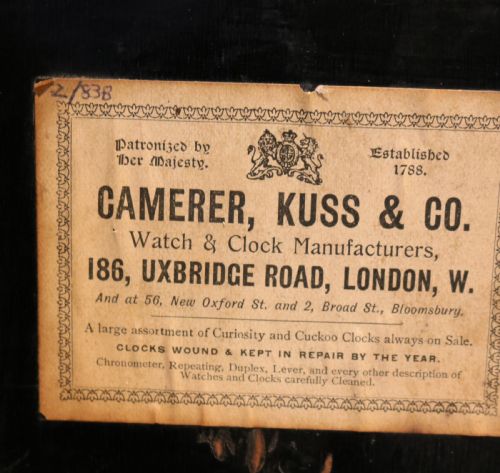 2/838
Patronized by
Her Majesty.
Established
1788.
CAMERER, KUSS & CO.
Watch & Clock Manufacturers,
186, UXBRIDGE ROAD, LONDON, W.
And at 56, New Oxford St. and 2, Broad St., Bloomsbury.
A large assortment of Curiosity and Cuckoo Clocks always on Sale.
CLOCKS WOUND & KEPT IN REPAIR BY THE YEAR.
Chronometer, Repeating, Duplex, Lever, and every other description of
Watches and Clocks carefully Cleaned.